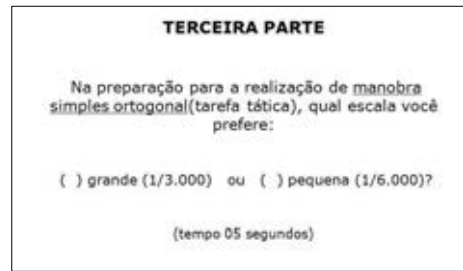 TERCEIRA PARTE
Na preparação para a realização de manobra
simples ortogonal(tarefa tática), qual escala você
prefere:
( ) grande (1/3.000) ou ( ) pequena (1/6.000)?
(tempo 05 segundos)